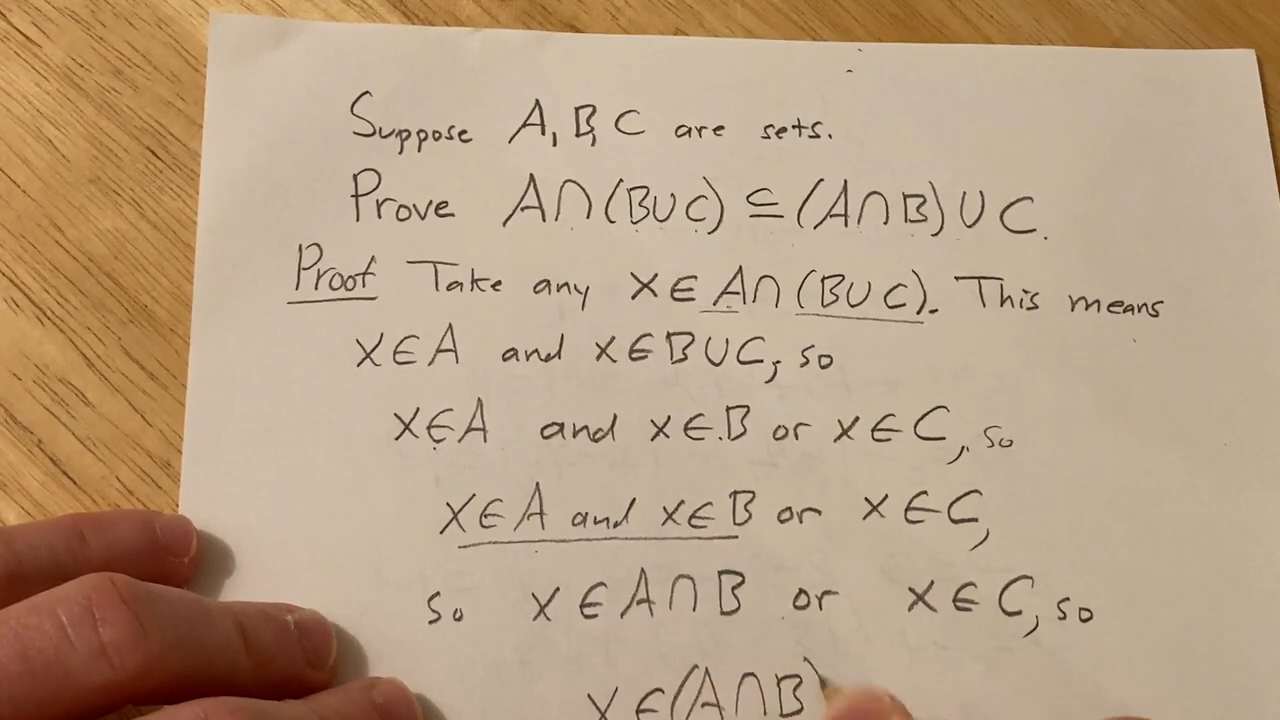 Suppose A, B, C are sets.
Prove A∩(B∪C) ⊆ (A∩B)∪C.
Proof Take any x∈A∩(B∪C). This means
x∈A and x∈B∪C, so
x∈A and x∈B or x∈C, so
x∈A and x∈B or x∈C,
so x∈A∩B or x∈C, so
x∈(A∩B)